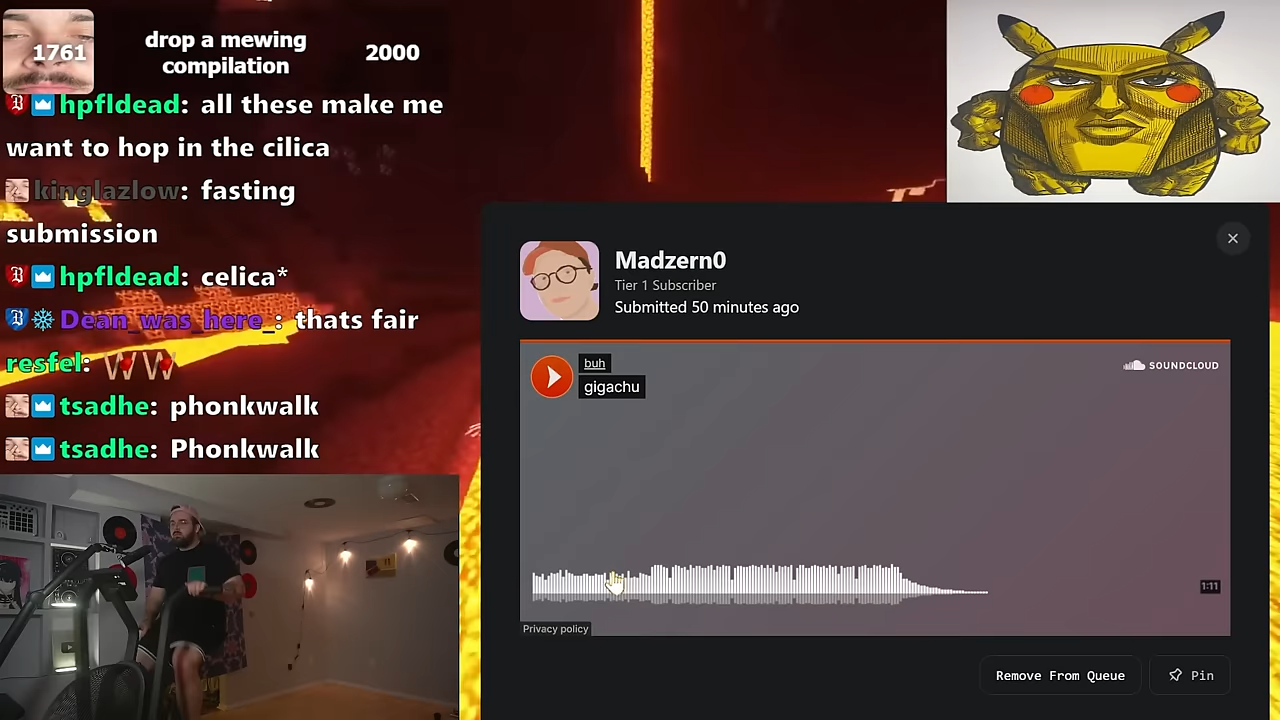 1761
drop a mewing
compilation
2000
hpfldead: all these make me
want to hop in the cilica
kinglazlow: fasting
submission
hpfldead: celica*
Dean_was_here_: thats fair
resfel:
tsadhe: phonkwalk
tsadhe: Phonkwalk
Madzern0
Tier 1 Subscriber
Submitted 50 minutes ago
buh
gigachu
SOUNDCLOUD
1:11
Privacy policy
Remove From Queue
Pin